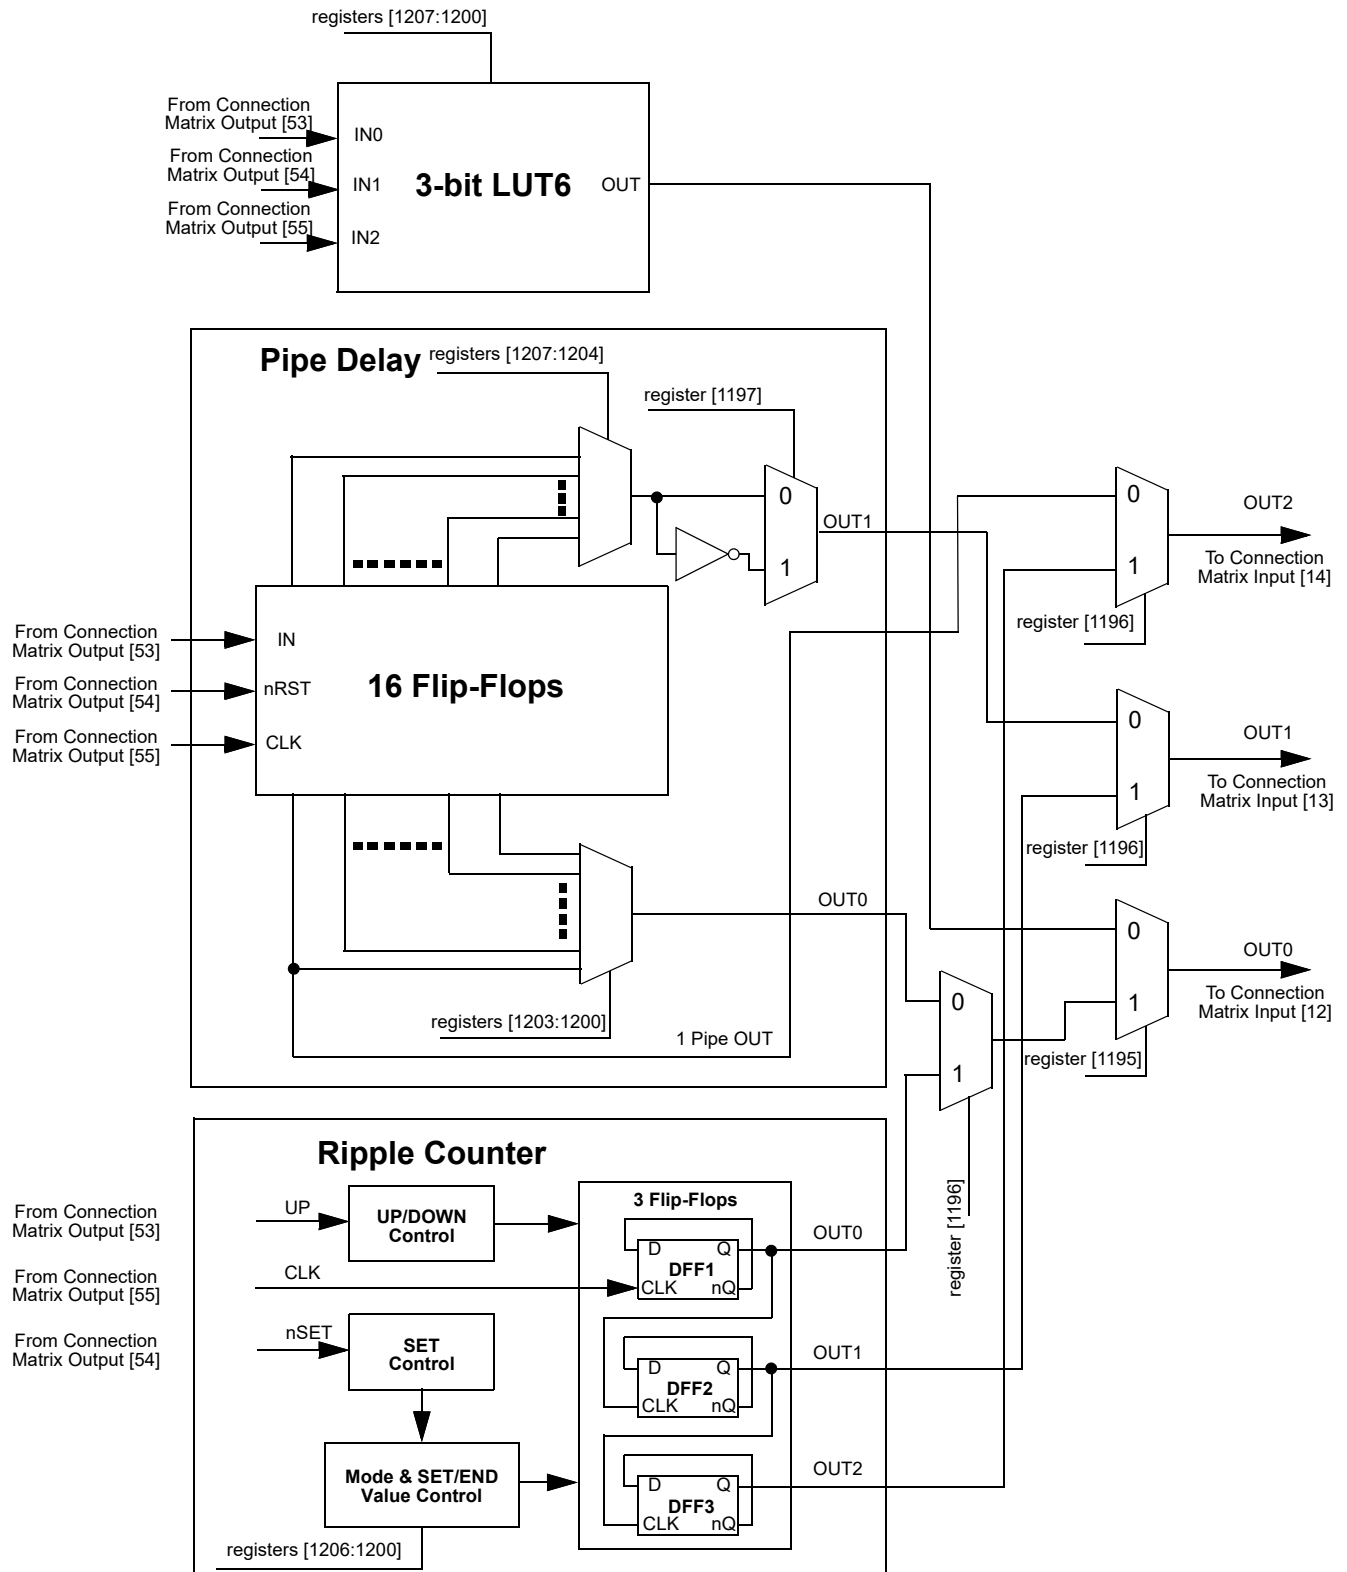 registers [1207:1200]
From Connection
Matrix Output [53]
IN0
From Connection
Matrix Output [54]
IN1
3-bit LUT6
OUT
From Connection
Matrix Output [55]
IN2
Pipe Delay
registers [1207:1204]
register [1197]
0
1
OUT1
From Connection
Matrix Output [53]
IN
From Connection
Matrix Output [54]
nRST
16 Flip-Flops
From Connection
Matrix Output [55]
CLK
OUT0
registers [1203:1200]
1 Pipe OUT
0
1
OUT2
To Connection
Matrix Input [14]
register [1196]
0
1
OUT1
To Connection
Matrix Input [13]
register [1196]
0
1
OUT0
To Connection
Matrix Input [12]
register [1195]
0
1
register [1196]
Ripple Counter
From Connection
Matrix Output [53]
UP
UP/DOWN
Control
From Connection
Matrix Output [55]
CLK
From Connection
Matrix Output [54]
nSET
SET
Control
Mode & SET/END
Value Control
registers [1206:1200]
3 Flip-Flops
D
Q
DFF1
CLK
nQ
OUT0
D
Q
DFF2
CLK
nQ
OUT1
D
Q
DFF3
CLK
nQ
OUT2